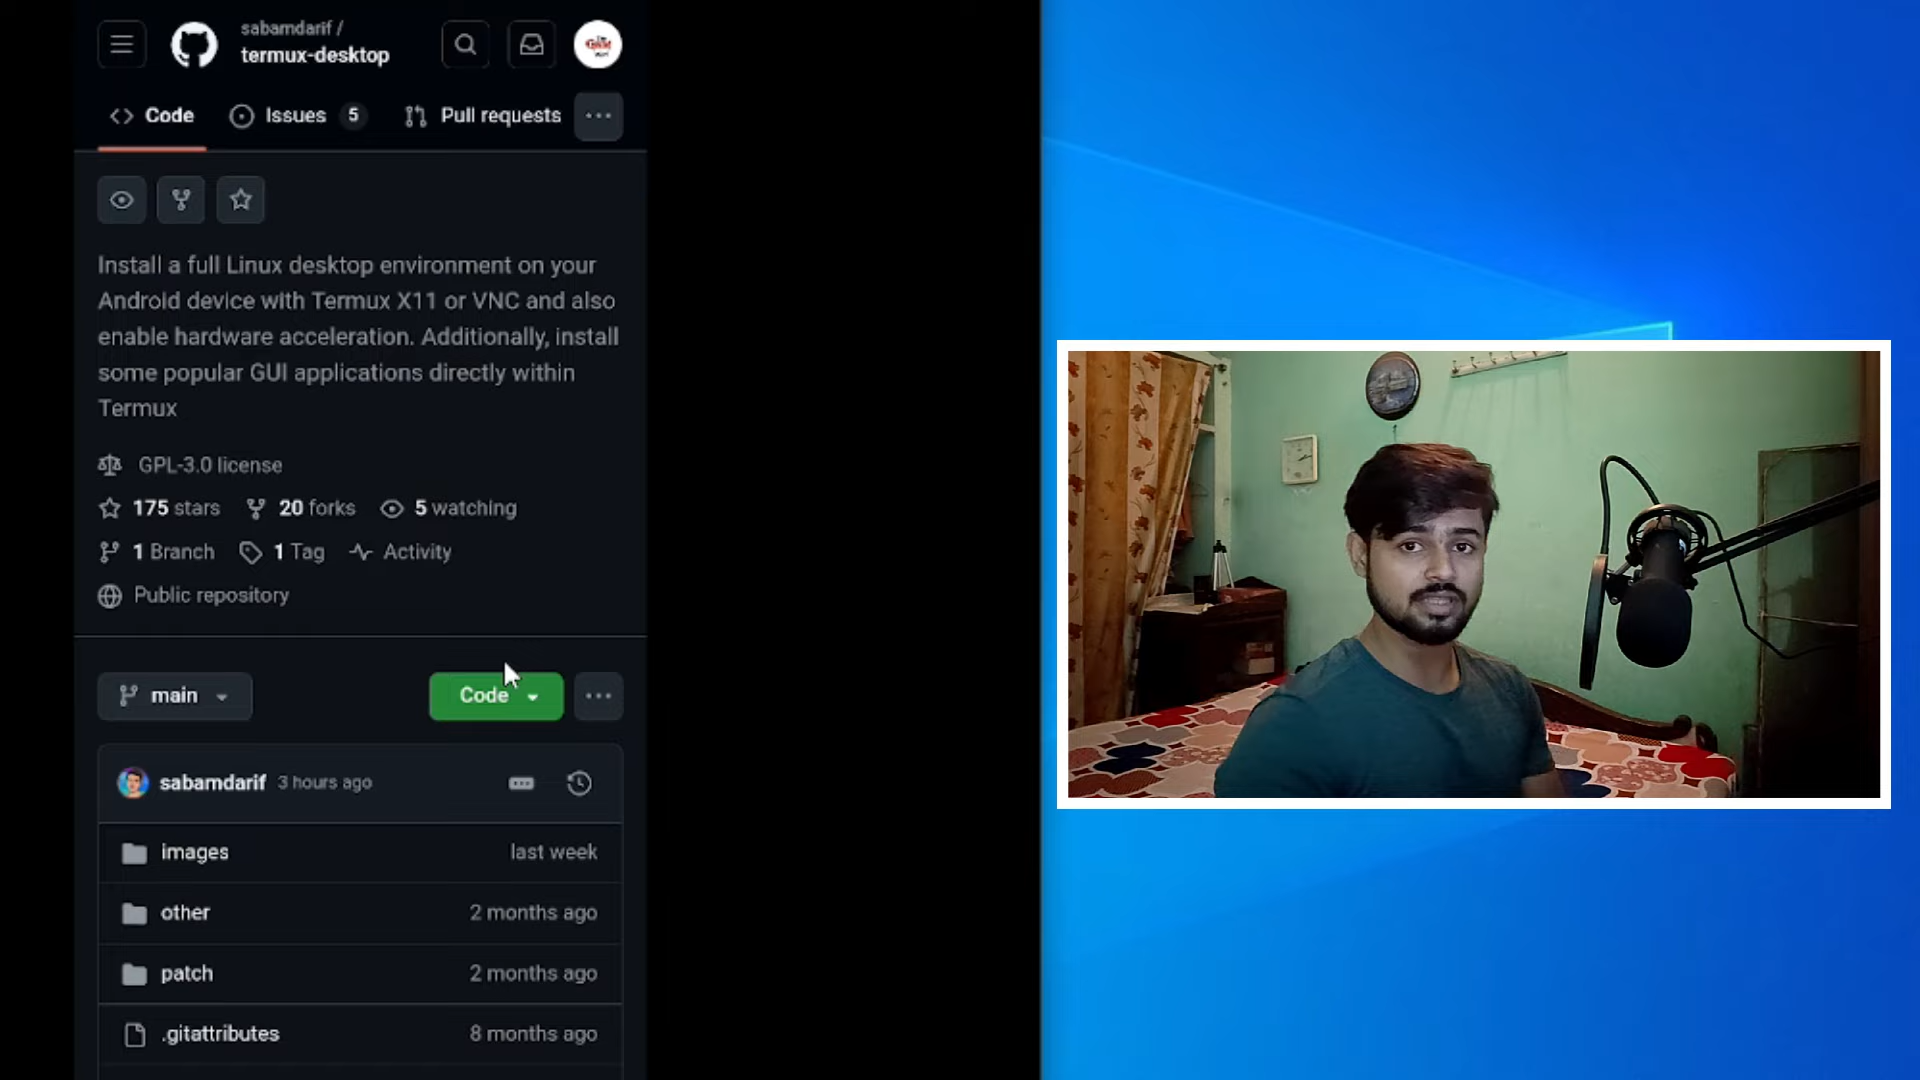 sabamdarif /
termux-desktop
Code
Issues 5
Pull requests
Install a full Linux desktop environment on your
Android device with Termux X11 or VNC and also
enable hardware acceleration. Additionally, install
some popular GUI applications directly within
Termux
GPL-3.0 license
175 stars 20 forks 5 watching
1 Branch 1 Tag Activity
Public repository
main
Code
sabamdarif 3 hours ago
images last week
other 2 months ago
patch 2 months ago
.gitattributes 8 months ago